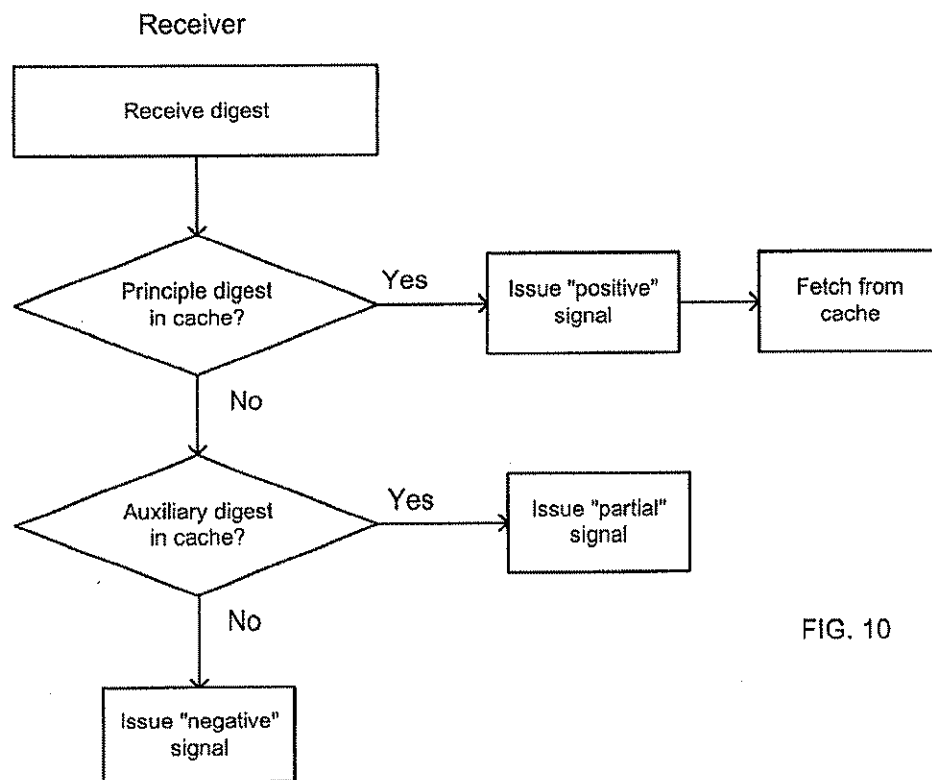 Receiver
Receive digest
Principle digest
in cache?
Yes
Issue "positive"
signal
Fetch from
cache
No
Auxiliary digest
in cache?
Yes
Issue "partial"
signal
No
Issue "negative"
signal
FIG. 10